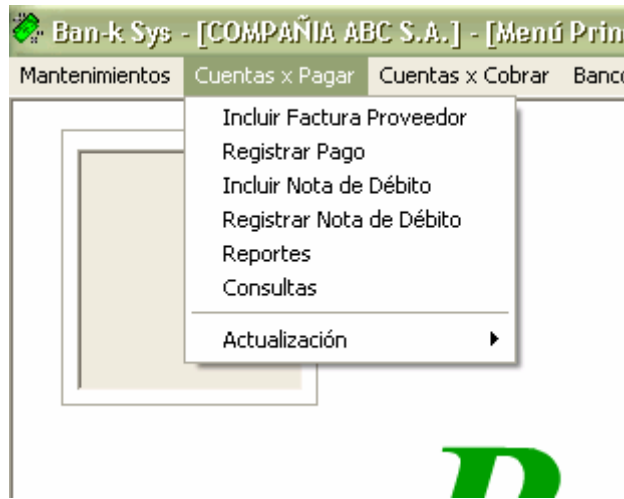 Ban-k Sys - [COMPAÑIA ABC S.A.] - [Menú Prin
Mantenimientos Cuentas x Pagar Cuentas x Cobrar Banco
Incluir Factura Proveedor
Registrar Pago
Incluir Nota de Débito
Registrar Nota de Débito
Reportes
Consultas
Actualización